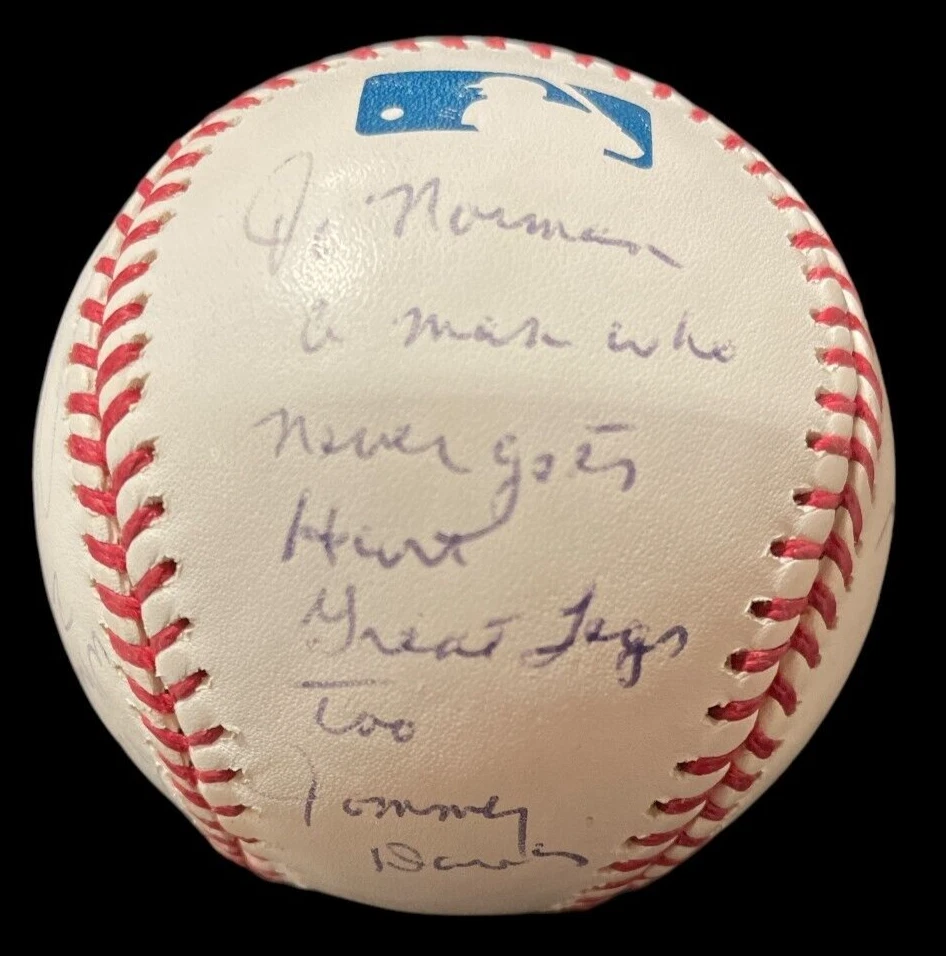 To Norman
a man who
never gets
Hurt
Great Legs
Too
Tommy
Davis